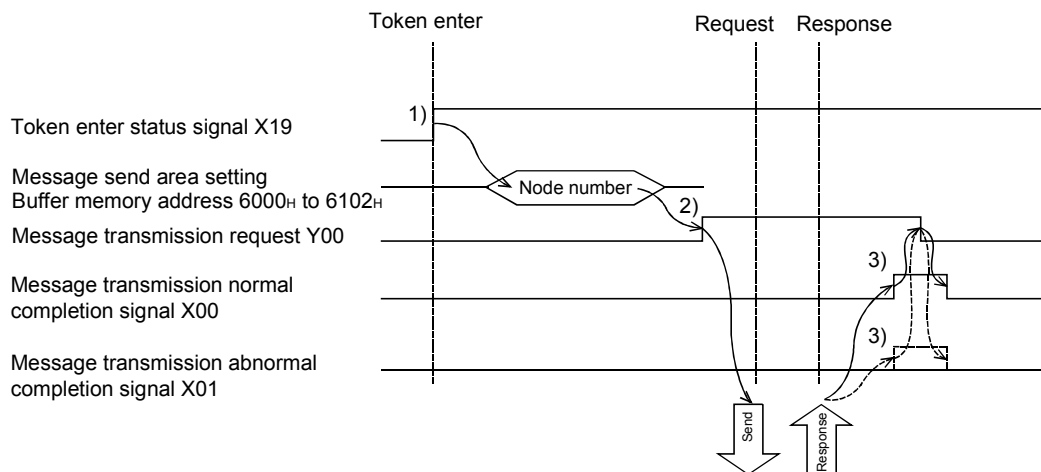 Token enter
Request
Response
1)
Token enter status signal X19
Message send area setting
Buffer memory address 6000H to 6102H
Node number
2)
Message transmission request Y00
3)
Message transmission normal
completion signal X00
3)
Message transmission abnormal
completion signal X01
Send
Response